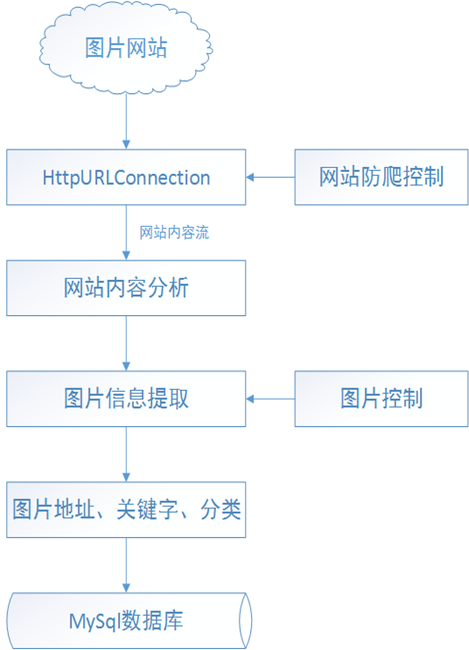 图片网站
HttpURLConnection
网站防爬控制
网站内容流
网站内容分析
图片信息提取
图片控制
图片地址、关键字、分类
MySql数据库